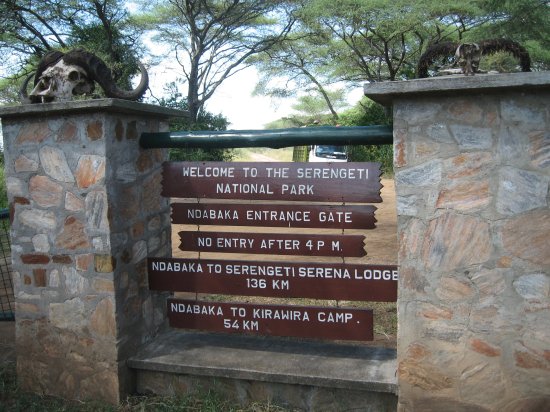 WELCOME TO THE SERENGETI
NATIONAL PARK
NDABAKA ENTRANCE GATE
NO ENTRY AFTER 4 P M.
NDABAKA TO SERENGETI SERENA LODGE
136 KM
NDABAKA TO KIRAWIRA CAMP.
54 KM